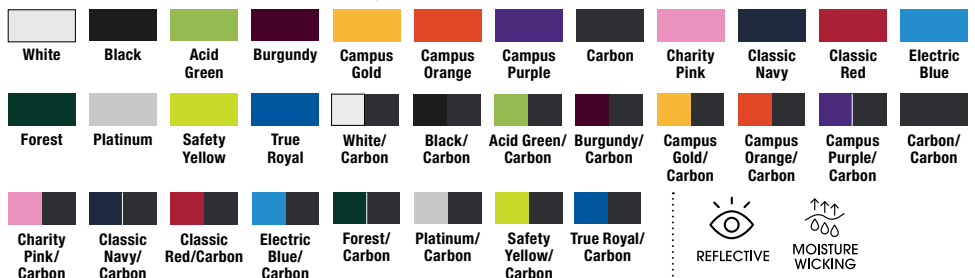 White
Black
Acid
Green
Burgundy
Campus
Gold
Campus
Orange
Campus
Purple
Carbon
Charity
Pink
Classic
Navy
Classic
Red
Electric
Blue
Forest
Platinum
Safety
Yellow
True
Royal
White/
Carbon
Black/
Carbon
Acid Green/
Carbon
Burgundy/
Carbon
Campus
Gold/
Carbon
Campus
Orange/
Carbon
Campus
Purple/
Carbon
Carbon/
Carbon
Charity
Pink/
Carbon
Classic
Navy/
Carbon
Classic
Red/Carbon
Electric
Blue/
Carbon
Forest/
Carbon
Platinum/
Carbon
Safety
Yellow/
Carbon
True Royal/
Carbon
REFLECTIVE
MOISTURE
WICKING